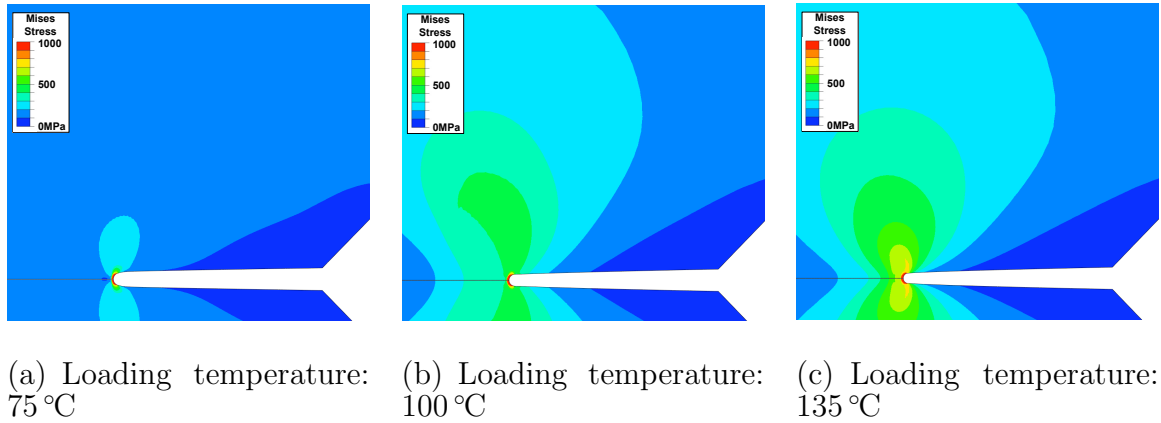 Mises
Stress
1000
500
0MPa
Mises
Stress
1000
500
0MPa
Mises
Stress
1000
500
0MPa
(a) Loading temperature:
75 °C
(b) Loading temperature:
100 °C
(c) Loading temperature:
135 °C